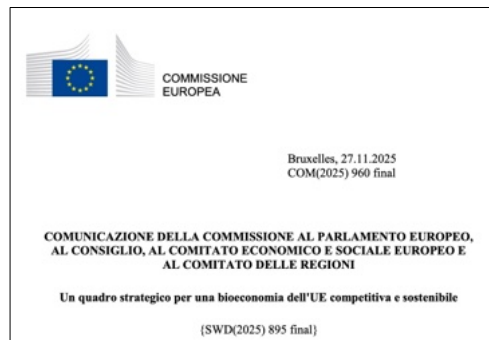 COMMISSIONE
EUROPEA
Bruxelles, 27.11.2025
COM(2025) 960 final
COMUNICAZIONE DELLA COMMISSIONE AL PARLAMENTO EUROPEO,
AL CONSIGLIO, AL COMITATO ECONOMICO E SOCIALE EUROPEO E
AL COMITATO DELLE REGIONI
Un quadro strategico per una bioeconomia dell'UE competitiva e sostenibile
{SWD(2025) 895 final}